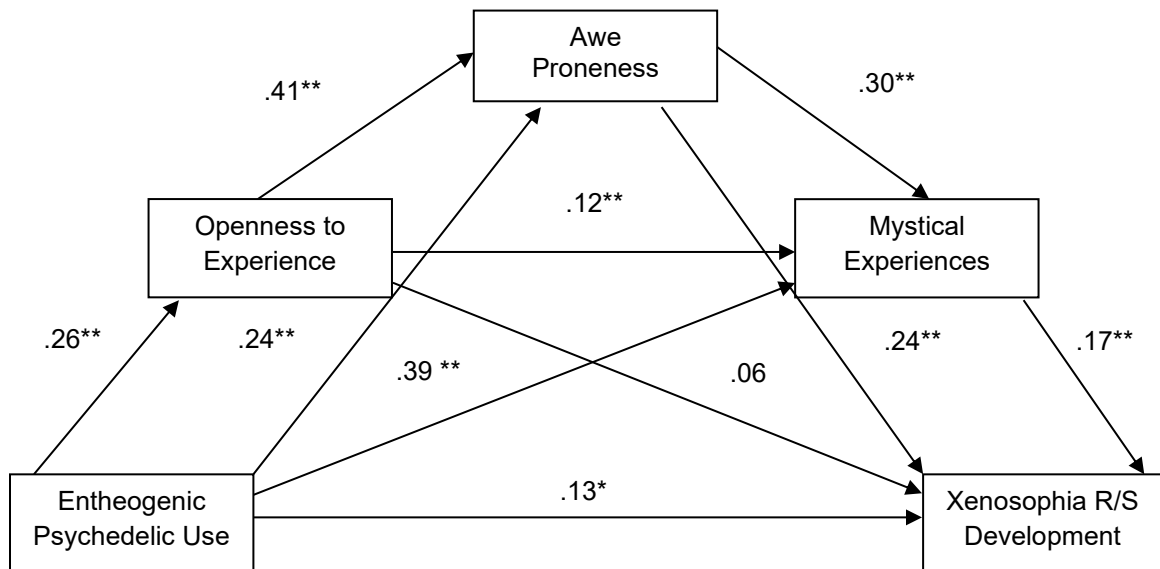 Awe
Proneness
.41**
.30**
Openness to
Experience
.12**
Mystical
Experiences
.26**
.24**
.39 **
.06
.24**
.17**
Entheogenic
Psychedelic Use
.13*
Xenosophia R/S
Development